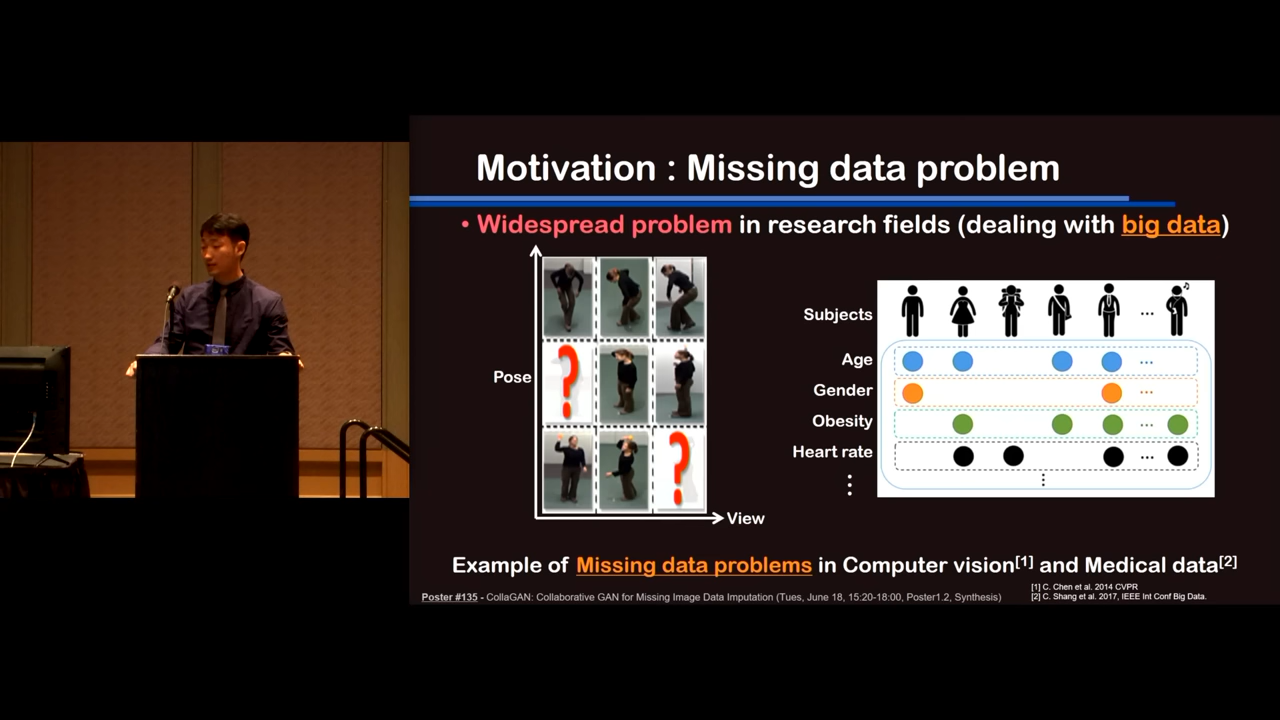 Motivation : Missing data problem
• Widespread problem in research fields (dealing with big data)
Pose
?
?
View
Subjects
...
Age
...
Gender
...
Obesity
...
Heart rate
...
⋮
⋮
Example of Missing data problems in Computer vision[1] and Medical data[2]
[1] C. Chen et al. 2014 CVPR
[2] C. Shang et al. 2017, IEEE Int Conf Big Data.
Poster #135 - CollaGAN: Collaborative GAN for Missing Image Data Imputation (Tues, June 18, 15:20-18:00, Poster1.2, Synthesis)